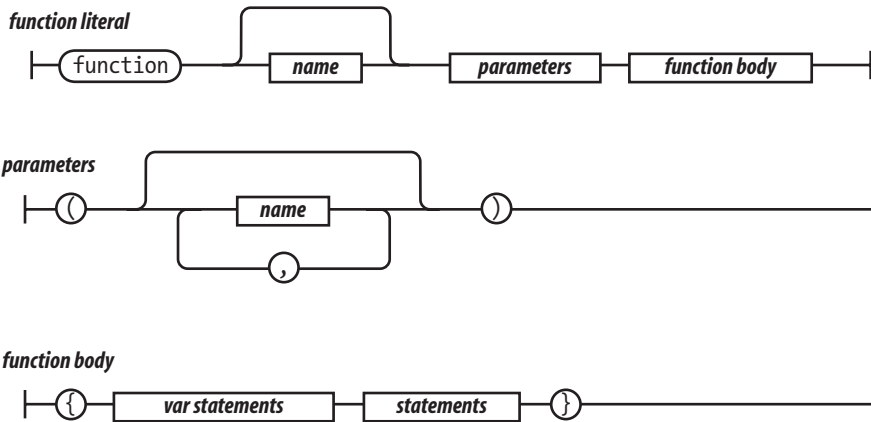 function literal
function name parameters function body
parameters
( name )
,
function body
{ var statements statements }